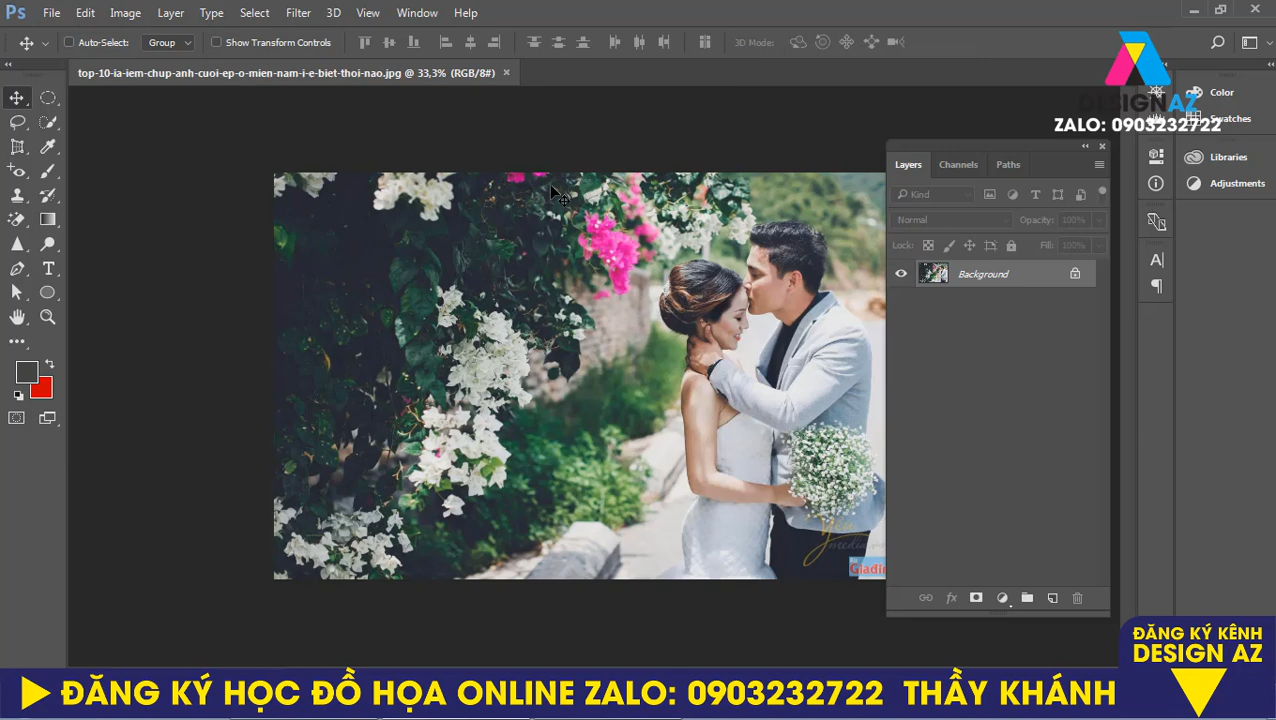 Ps File Edit Image Layer Type Select Filter 3D View Window Help
Auto-Select: Group Show Transform Controls 3D Mode:
DESIGNAZ
ZALO: 0903232722
top-10-ia-iem-chup-anh-cuoi-ep-o-mien-nam-i-e-biet-thoi-nao.jpg @ 33,3% (RGB/8#)
Color
Swatches
Libraries
Adjustments
Layers Channels Paths
Kind
Normal Opacity: 100%
Lock: Fill: 100%
Background
Yêu
media.
ĐĂNG KÝ KÊNH
DESIGN AZ
ĐĂNG KÝ HỌC ĐỒ HỌA ONLINE ZALO: 0903232722 THẦY KHÁNH